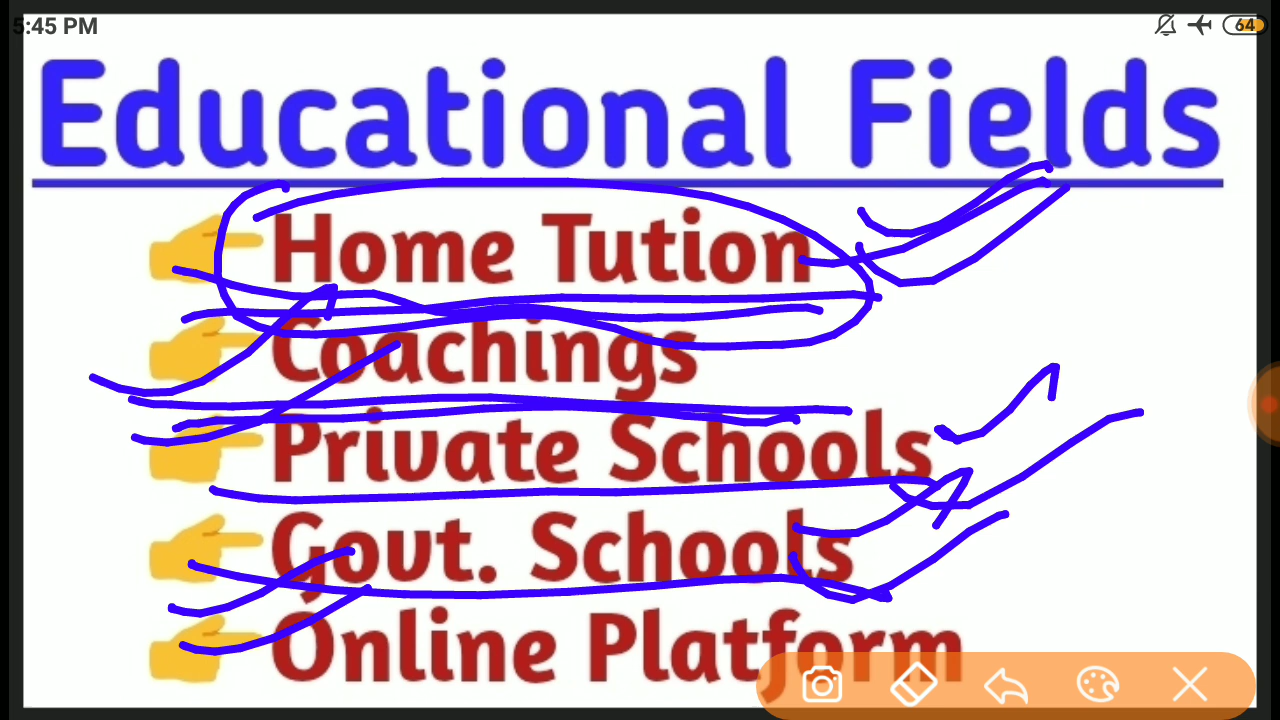 5:45 PM 64
Educational Fields
Home Tution
Coachings
Private Schools
Govt. Schools
Online Platform